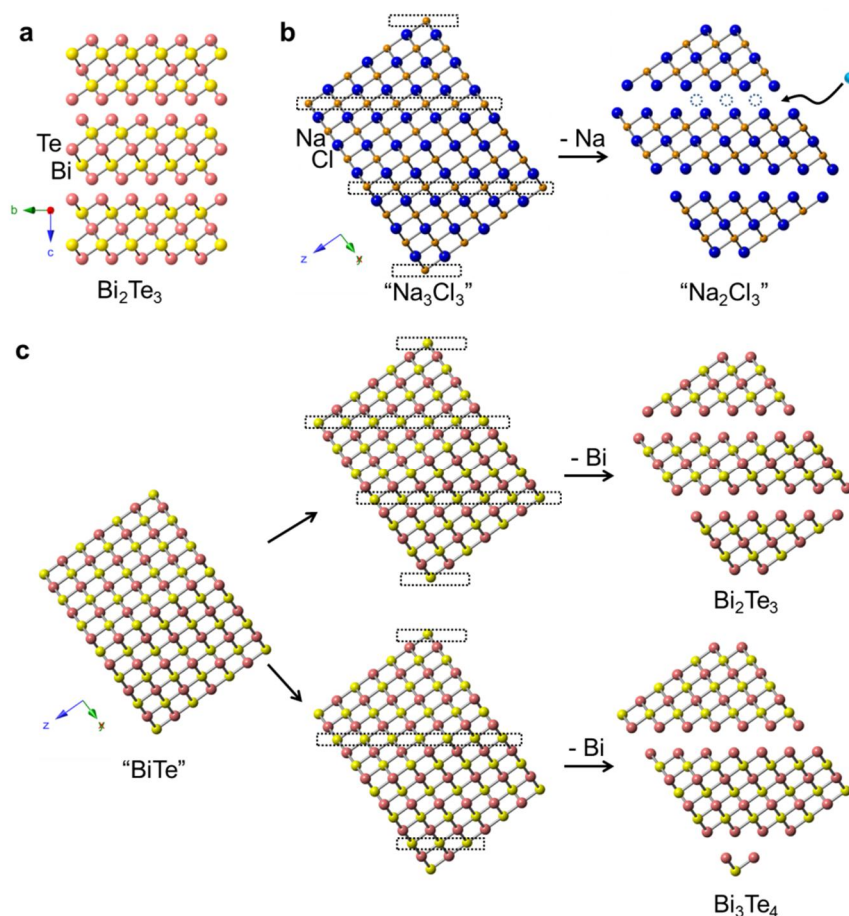 a
b
Te
Bi
b
c
Bi₂Te₃
Na
Cl
- Na
z
y
“Na₃Cl₃”
“Na₂Cl₃”
c
- Bi
Bi₂Te₃
z
y
“BiTe”
- Bi
Bi₃Te₄